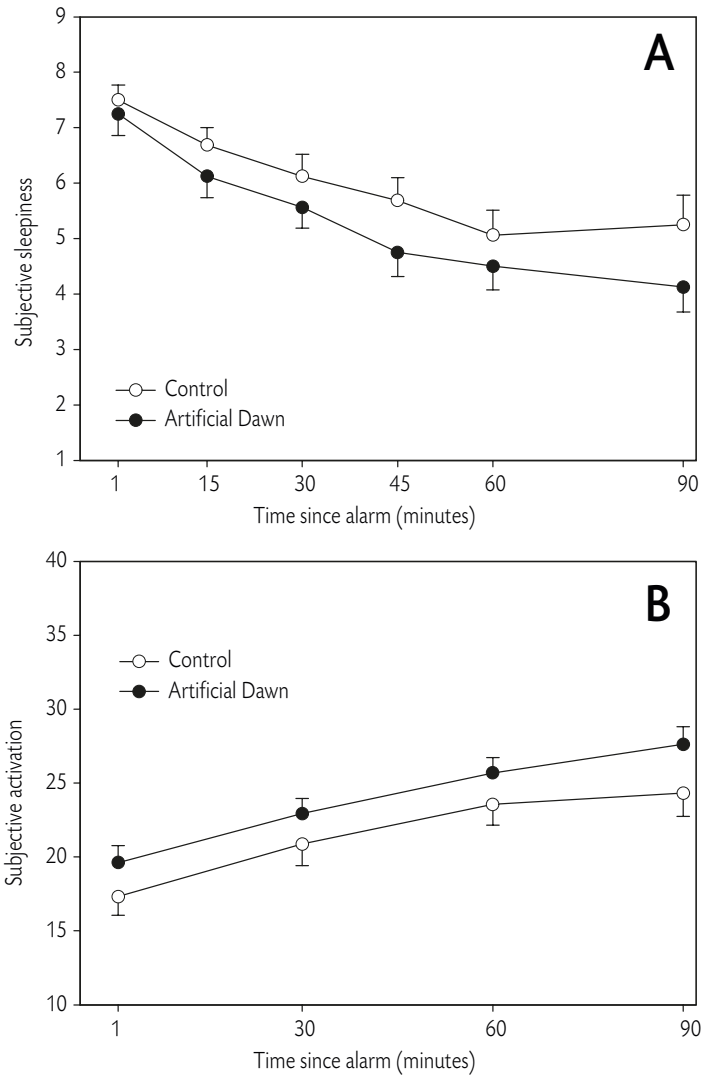 9
A
8
7
6
5
4
3
2
1
Subjective sleepiness
Control
Artificial Dawn
1 15 30 45 60 90
Time since alarm (minutes)
40
B
35
30
25
20
15
10
Subjective activation
Control
Artificial Dawn
1 30 60 90
Time since alarm (minutes)